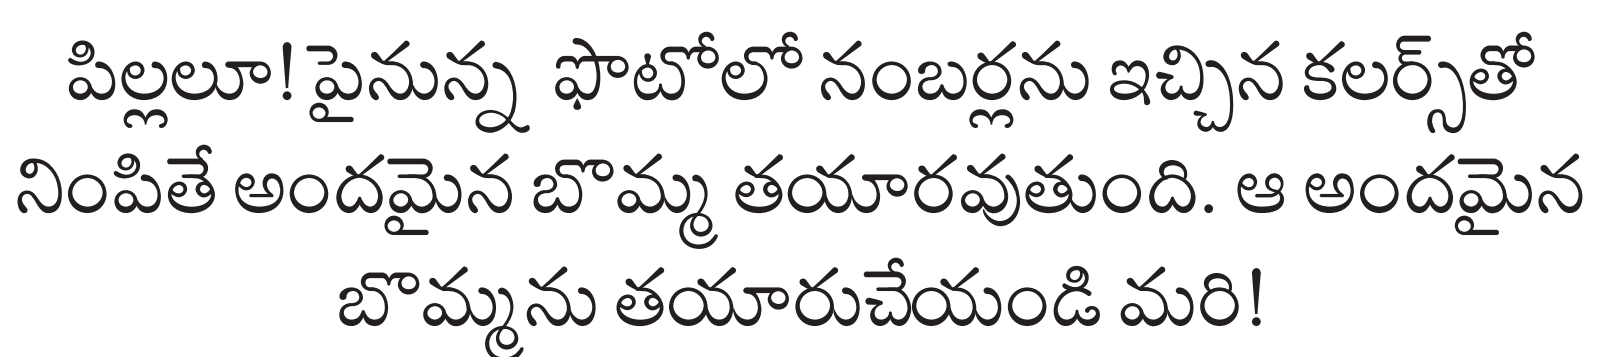 పిల్లలూ! పైనున్న ఫొటోలో నంబర్లను ఇచ్చిన కలర్స్‌తో
నింపితే అందమైన బొమ్మ తయారవుతుంది. ఆ అందమైన
బొమ్మను తయారుచేయండి మరి!